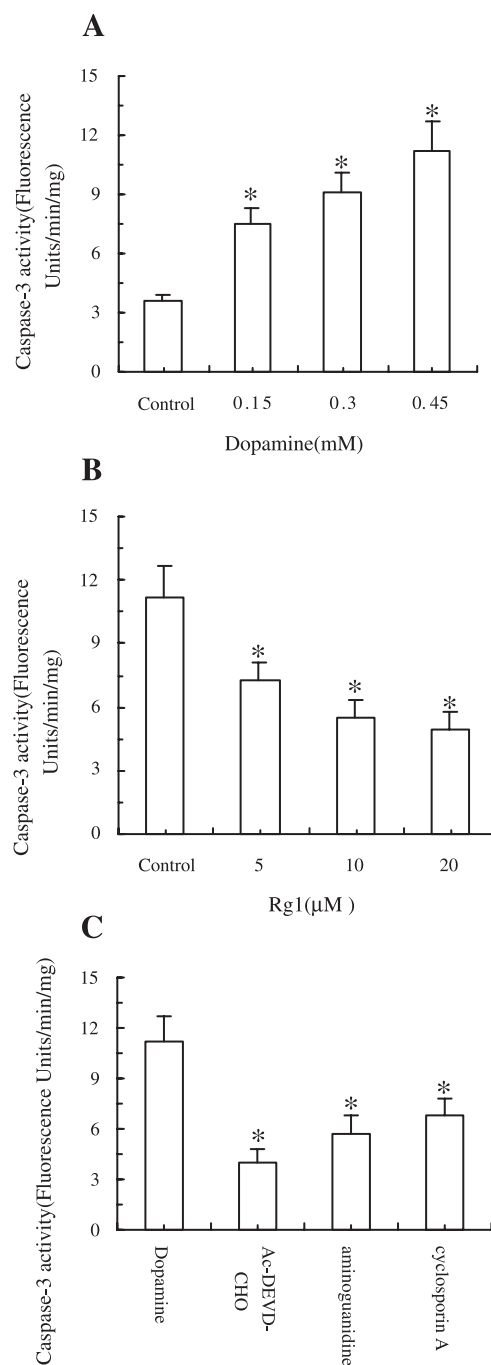 A
Caspase-3 activity(Fluorescence
Units/min/mg)
15
12
9
6
3
0
*
*
*
Control
0.15
0.3
0.45
Dopamine(mM)
B
Caspase-3 activity(Fluorescence
Units/min/mg)
15
12
9
6
3
0
*
*
*
Control
5
10
20
Rg1(μM )
C
Caspase-3 activity(Fluorescence Units/min/mg)
15
12
9
6
3
0
*
*
*
Dopamine
Ac-DEVD-
CHO
aminoguanidine
cyclosporin A